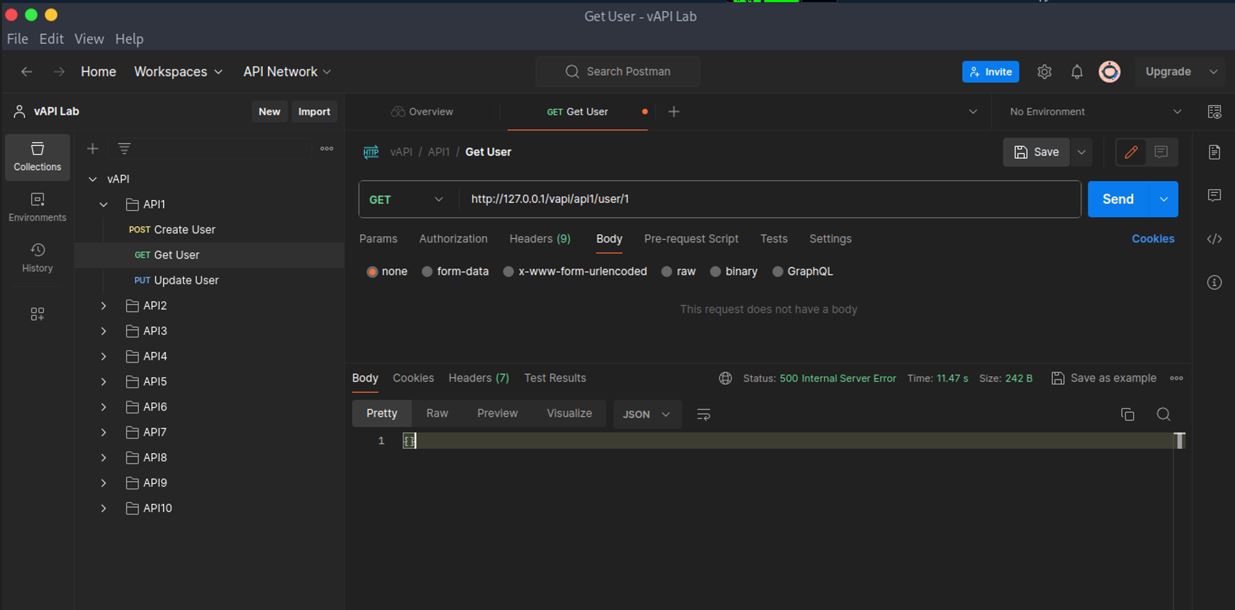 Get User - vAPI Lab
File Edit View Help
Home Workspaces API Network Search Postman Invite Upgrade
vAPI Lab New Import Overview GET Get User No Environment
Collections
Environments
History
vAPI
API1
POST Create User
GET Get User
PUT Update User
API2
API3
API4
API5
API6
API7
API8
API9
API10
HTTP vAPI / API1 / Get User Save
GET http://127.0.0.1/vapi/api1/user/1 Send
Params Authorization Headers (9) Body Pre-request Script Tests Settings Cookies
none form-data x-www-form-urlencoded raw binary GraphQL
This request does not have a body
Body Cookies Headers (7) Test Results Status: 500 Internal Server Error Time: 11.47 s Size: 242 B Save as example
Pretty Raw Preview Visualize JSON
1 []